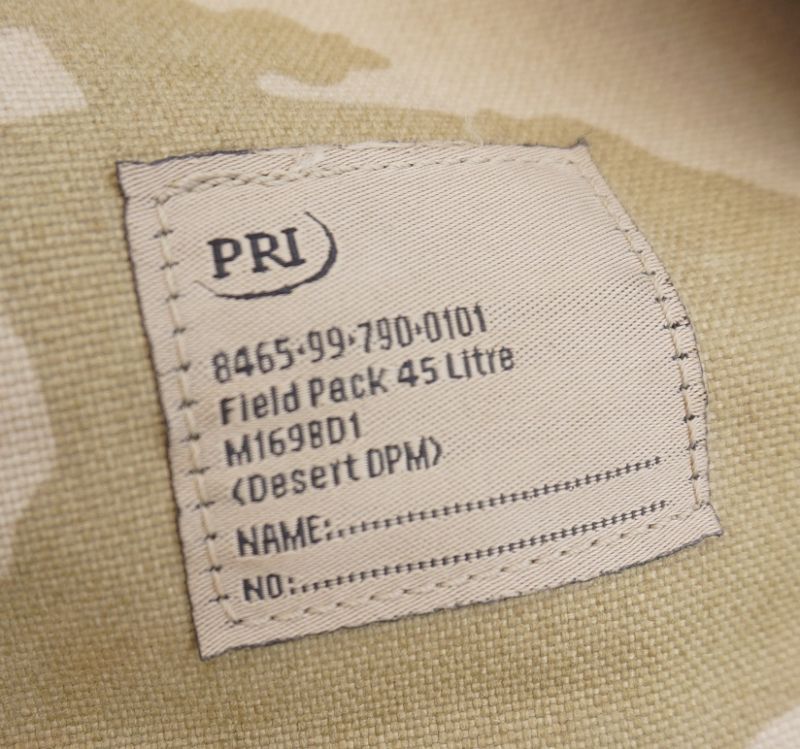 PRI
8465-99-790-0101
Field Pack 45 Litre
M1698D1
<Desert DPM>
NAME:..............................
NO:..............................